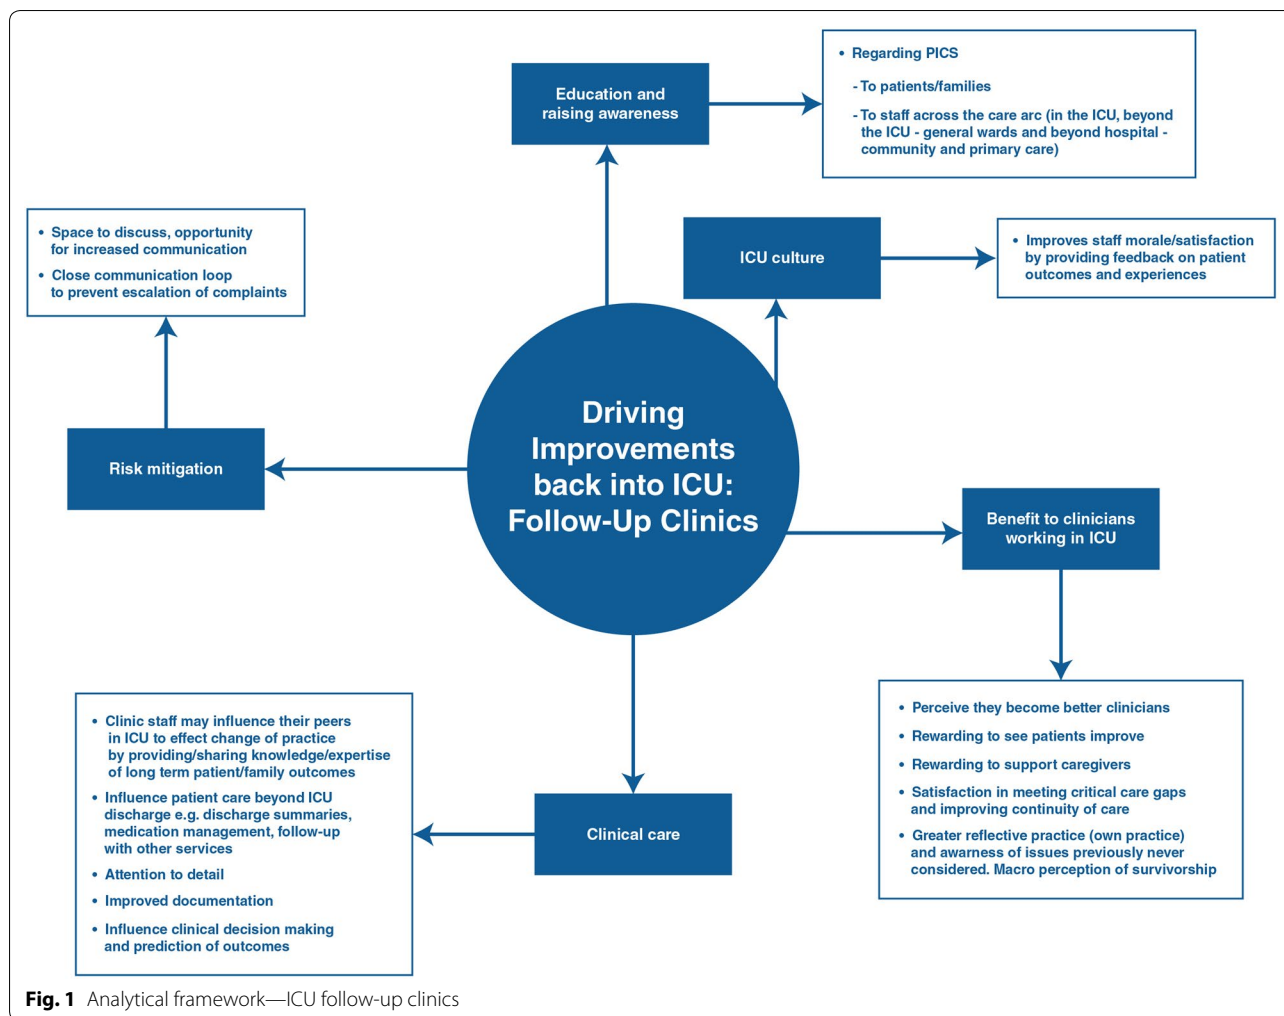 Education and
raising awareness
• Regarding PICS
- To patients/families
- To staff across the care arc (in the ICU, beyond
the ICU - general wards and beyond hospital -
community and primary care)
ICU culture
• Improves staff morale/satisfaction
by providing feedback on patient
outcomes and experiences
• Space to discuss, opportunity
for increased communication
• Close communication loop
to prevent escalation of complaints
Risk mitigation
Driving
Improvements
back into ICU:
Follow-Up Clinics
Benefit to clinicians
working in ICU
• Perceive they become better clinicians
• Rewarding to see patients improve
• Rewarding to support caregivers
• Satisfaction in meeting critical care gaps
and improving continuity of care
• Greater reflective practice (own practice)
and awarness of issues previously never
considered. Macro perception of survivorship
Clinical care
• Clinic staff may influence their peers
in ICU to effect change of practice
by providing/sharing knowledge/expertise
of long term patient/family outcomes
• Influence patient care beyond ICU
discharge e.g. discharge summaries,
medication management, follow-up
with other services
• Attention to detail
• Improved documentation
• Influence clinical decision making
and prediction of outcomes
Fig. 1 Analytical framework—ICU follow-up clinics